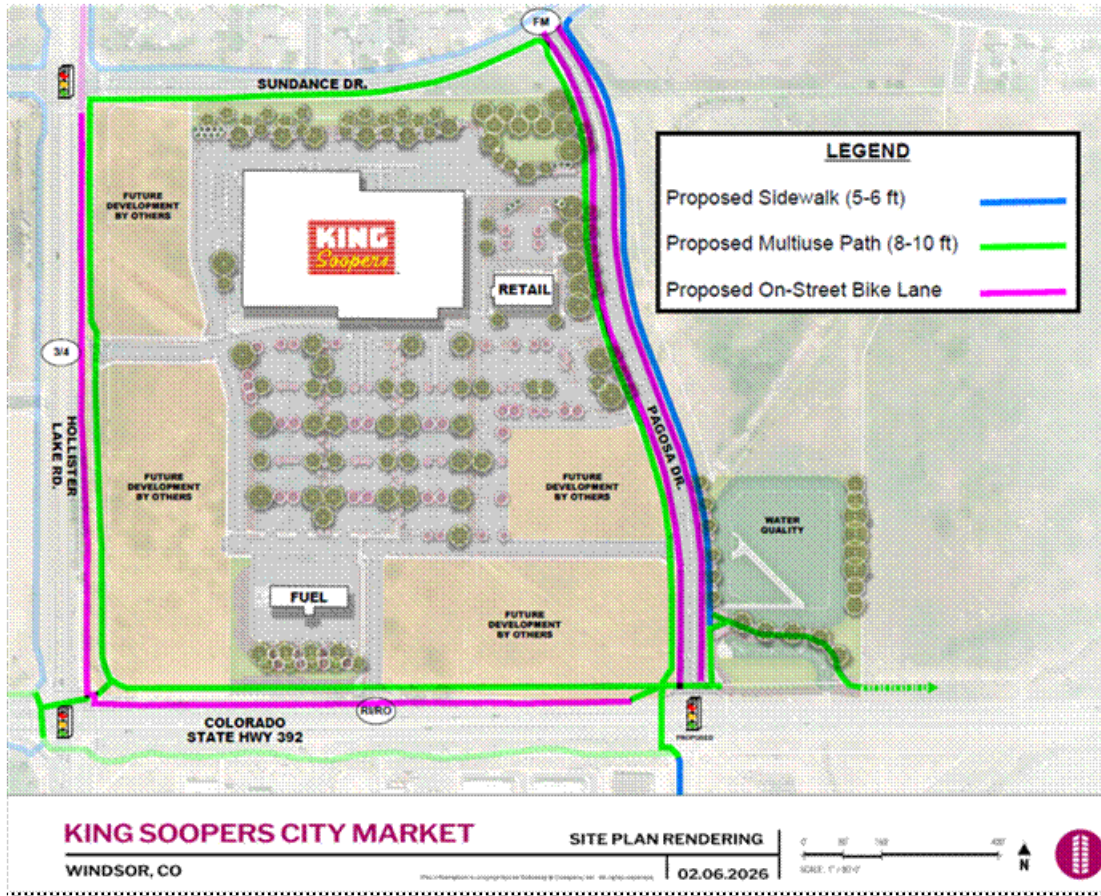 FM
SUNDANCE DR.
LEGEND
Proposed Sidewalk (5-6 ft)
Proposed Multiuse Path (8-10 ft)
Proposed On-Street Bike Lane
FUTURE
DEVELOPMENT
BY OTHERS
KING
Soopers
RETAIL
3/4
HOLLISTER
LAKE RD.
PAGOSA DR.
FUTURE
DEVELOPMENT
BY OTHERS
FUTURE
DEVELOPMENT
BY OTHERS
WATER
QUALITY
FUEL
FUTURE
DEVELOPMENT
BY OTHERS
RI/RO
COLORADO
STATE HWY 392
PROPOSED
KING SOOPERS CITY MARKET
SITE PLAN RENDERING
WINDSOR, CO
02.06.2026
0'
80'
160'
N